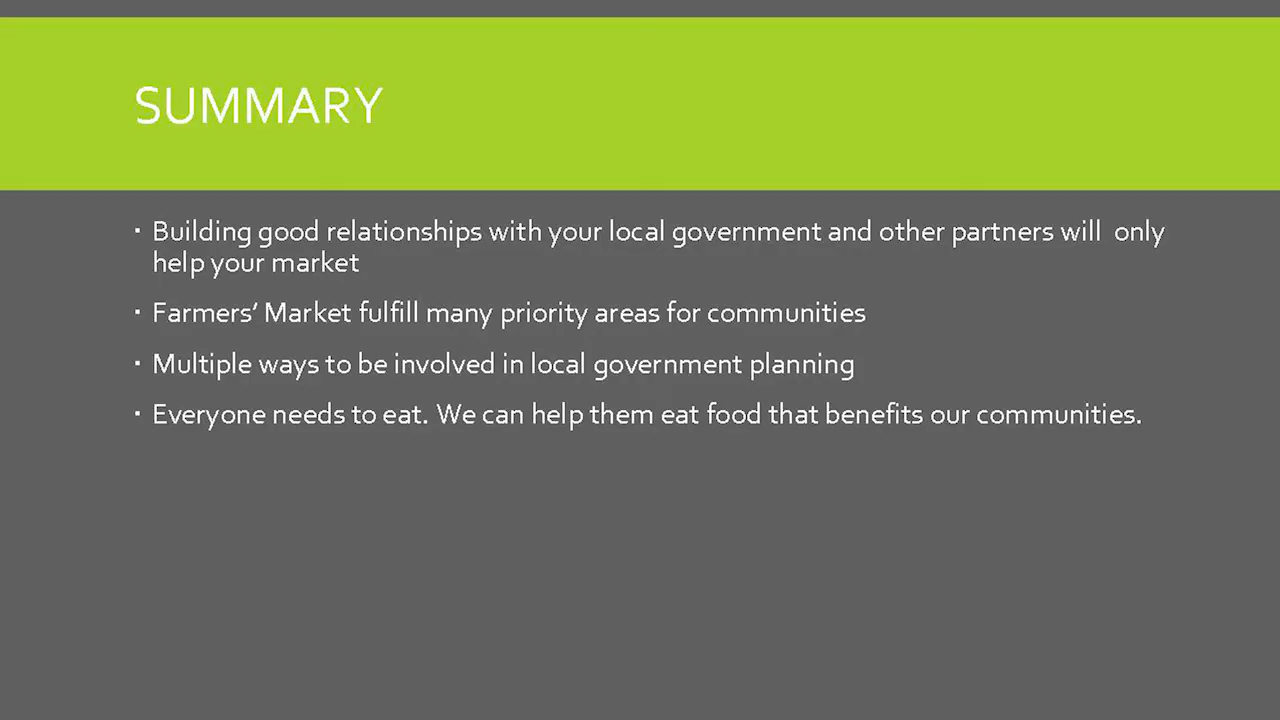 SUMMARY
▪ Building good relationships with your local government and other partners will  only
help your market
▪ Farmers’ Market fulfill many priority areas for communities
▪ Multiple ways to be involved in local government planning
▪ Everyone needs to eat. We can help them eat food that benefits our communities.